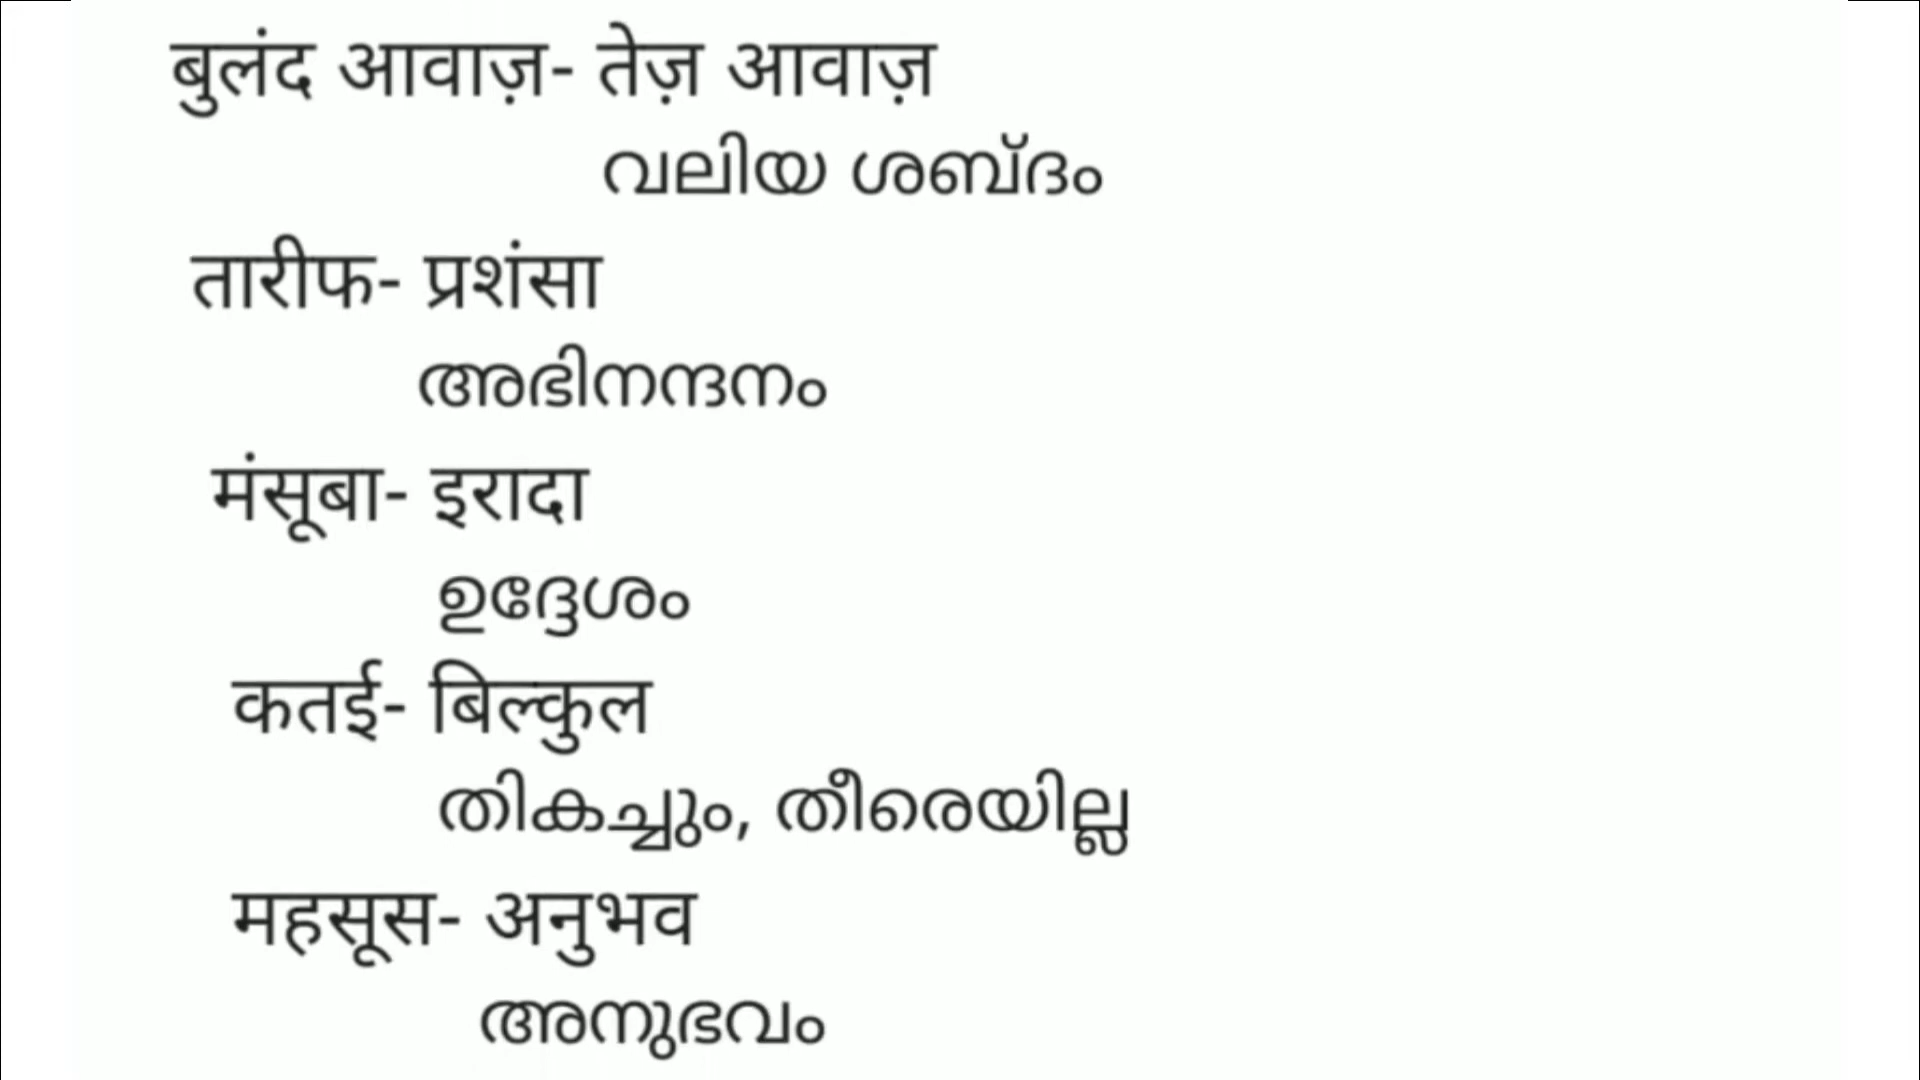 बुलंद आवाज़- तेज़ आवाज़
വലിയ ശബ്ദം
तारीफ- प्रशंसा
അഭിനന്ദനം
मंसूबा- इरादा
ഉദ്ദേശം
कतई- बिल्कुल
തികച്ചും, തീരെയില്ല
महसूस- अनुभव
അനുഭവം